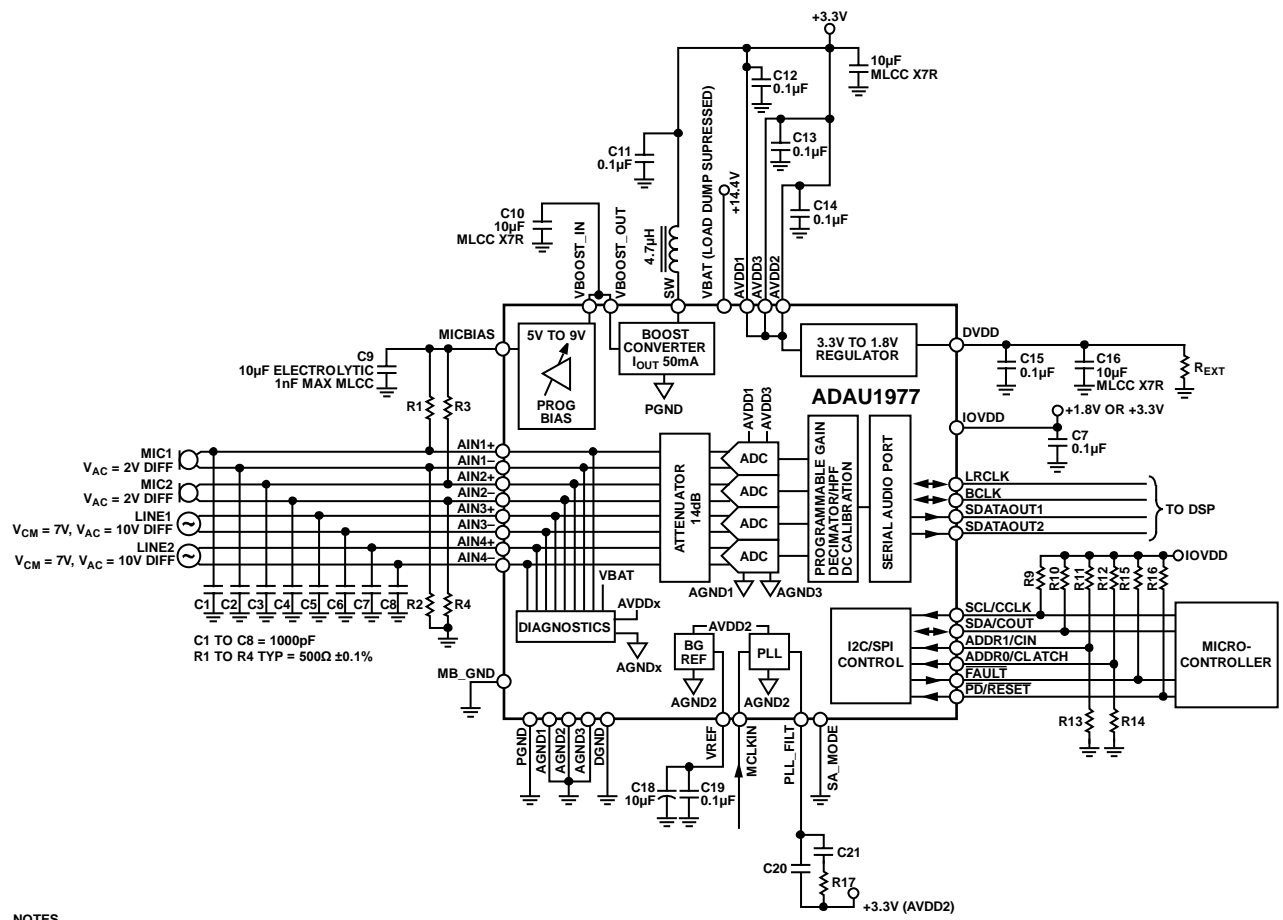 +3.3V
10µF
MLCC X7R
C12
0.1µF
C13
0.1µF
C11
0.1µF
C14
0.1µF
C10
10µF
MLCC X7R
VBOOST_IN
VBOOST_OUT
4.7µH
SW
VBAT (LOAD DUMP SUPRESSED)
+14.4V
AVDD1
AVDD3
AVDD2
MICBIAS
5V TO 9V
PROG
BIAS
BOOST
CONVERTER
IOUT 50mA
PGND
3.3V TO 1.8V
REGULATOR
DVDD
C15
0.1µF
C16
10µF
MLCC X7R
REXT
C9
10µF ELECTROLYTIC
1nF MAX MLCC
R1
R3
ADAU1977
AVDD1
AVDD3
IOVDD
+1.8V OR +3.3V
C7
0.1µF
MIC1
VAC = 2V DIFF
MIC2
VAC = 2V DIFF
LINE1
VCM = 7V, VAC = 10V DIFF
LINE2
VCM = 7V, VAC = 10V DIFF
AIN1+
AIN1–
AIN2+
AIN2–
AIN3+
AIN3–
AIN4+
AIN4–
ATTENUATOR
14dB
ADC
ADC
ADC
ADC
AGND1
AGND3
PROGRAMMABLE GAIN
DECIMATOR/HPF
DC CALIBRATION
SERIAL AUDIO PORT
LRCLK
BCLK
SDATAOUT1
SDATAOUT2
TO DSP
C1
C2
C3
C4
C5
C6
C7
C8
R2
R4
C1 TO C8 = 1000pF
R1 TO R4 TYP = 500Ω ±0.1%
VBAT
AVDDx
DIAGNOSTICS
AGNDx
AVDD2
BG
REF
PLL
AGND2
AGND2
I2C/SPI
CONTROL
IOVDD
R9
R10
R11
R12
R15
R16
SCL/CCLK
SDA/COUT
ADDR1/CIN
ADDR0/CLATCH
FAULT
PD/RESET
MICRO-
CONTROLLER
R13
R14
MB_GND
PGND
AGND1
AGND2
AGND3
DGND
VREF
MCLKIN
PLL_FILT
SA_MODE
C18
10µF
C19
0.1µF
C20
C21
R17
+3.3V (AVDD2)
NOTES